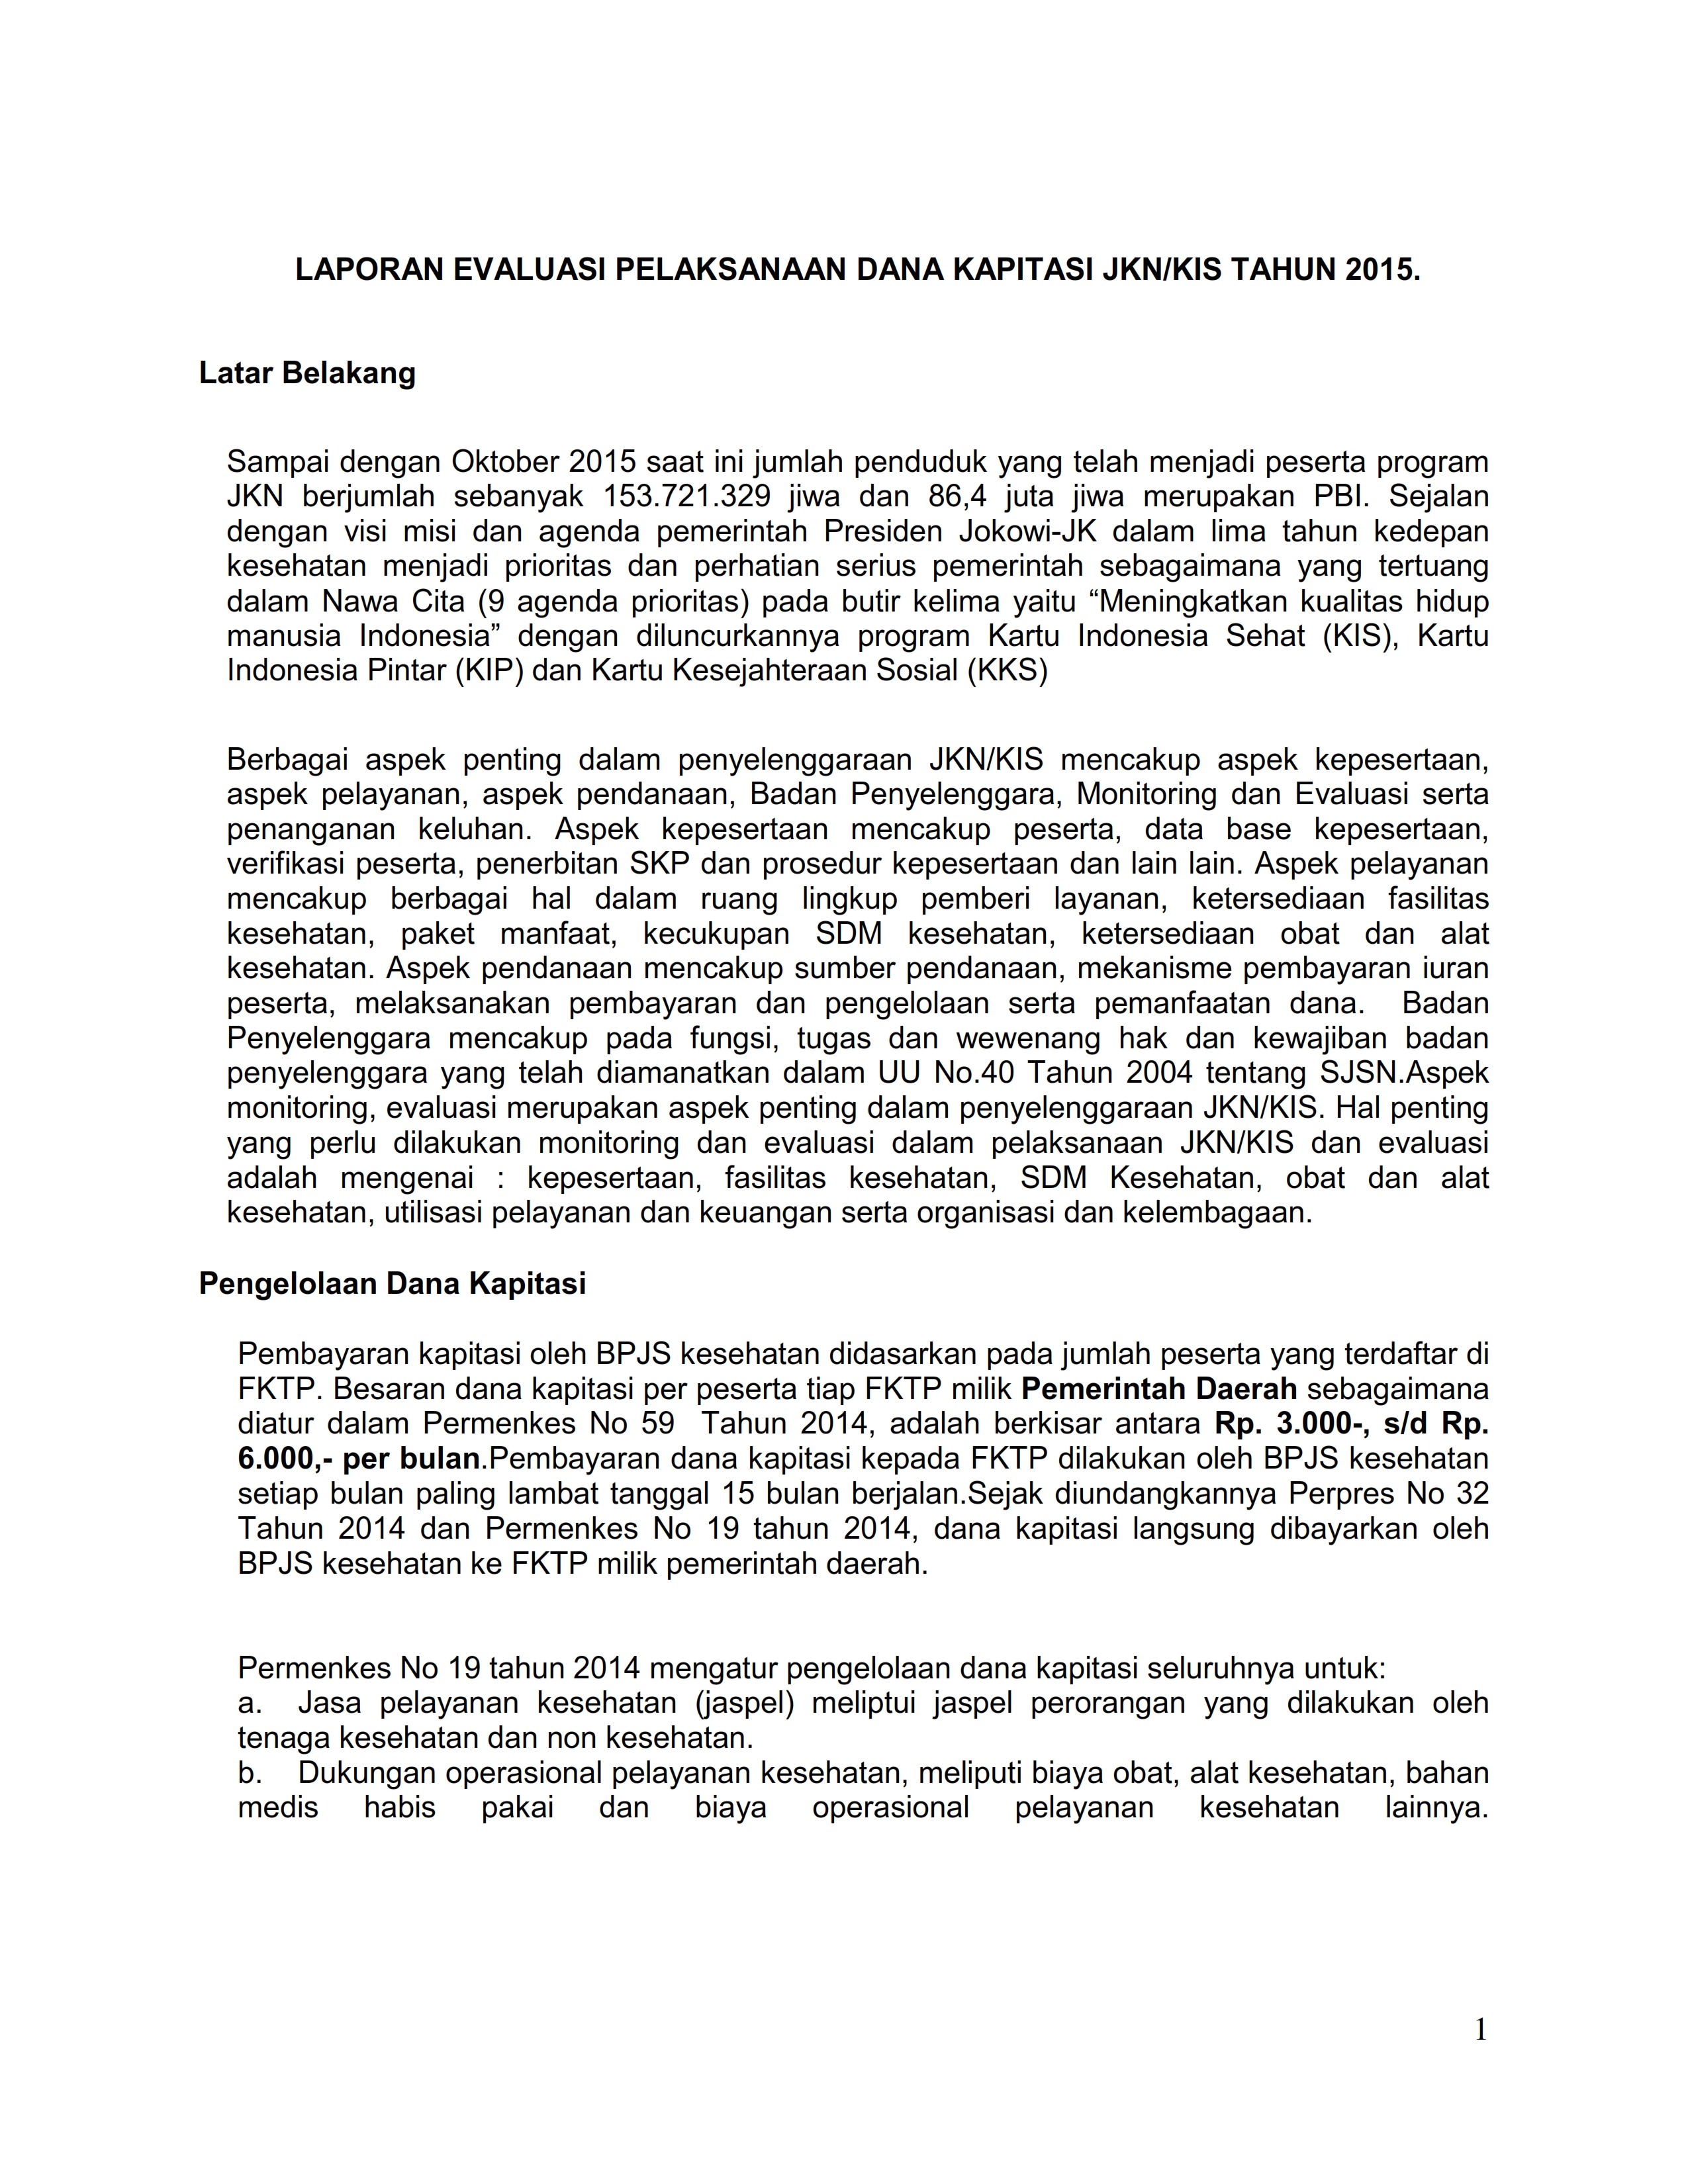 LAPORAN EVALUASI PELAKSANAAN DANA KAPITASI JKN/KIS TAHUN 2015.
Latar Belakang
Sampai dengan Oktober 2015 saat ini jumlah penduduk yang telah menjadi peserta program
JKN berjumlah sebanyak 153.721.329 jiwa dan 86,4 juta jiwa merupakan PBI. Sejalan
dengan visi misi dan agenda pemerintah Presiden Jokowi-JK dalam lima tahun kedepan
kesehatan menjadi prioritas dan perhatian serius pemerintah sebagaimana yang tertuang
dalam Nawa Cita (9 agenda prioritas) pada butir kelima yaitu “Meningkatkan kualitas hidup
manusia Indonesia” dengan diluncurkannya program Kartu Indonesia Sehat (KIS), Kartu
Indonesia Pintar (KIP) dan Kartu Kesejahteraan Sosial (KKS)
Berbagai aspek penting dalam penyelenggaraan JKN/KIS mencakup aspek kepesertaan,
aspek pelayanan, aspek pendanaan, Badan Penyelenggara, Monitoring dan Evaluasi serta
penanganan keluhan. Aspek kepesertaan mencakup peserta, data base kepesertaan,
verifikasi peserta, penerbitan SKP dan prosedur kepesertaan dan lain lain. Aspek pelayanan
mencakup berbagai hal dalam ruang lingkup pemberi layanan, ketersediaan fasilitas
kesehatan, paket manfaat, kecukupan SDM kesehatan, ketersediaan obat dan alat
kesehatan. Aspek pendanaan mencakup sumber pendanaan, mekanisme pembayaran iuran
peserta, melaksanakan pembayaran dan pengelolaan serta pemanfaatan dana. Badan
Penyelenggara mencakup pada fungsi, tugas dan wewenang hak dan kewajiban badan
penyelenggara yang telah diamanatkan dalam UU No.40 Tahun 2004 tentang SJSN.Aspek
monitoring, evaluasi merupakan aspek penting dalam penyelenggaraan JKN/KIS. Hal penting
yang perlu dilakukan monitoring dan evaluasi dalam pelaksanaan JKN/KIS dan evaluasi
adalah mengenai : kepesertaan, fasilitas kesehatan, SDM Kesehatan, obat dan alat
kesehatan, utilisasi pelayanan dan keuangan serta organisasi dan kelembagaan.
Pengelolaan Dana Kapitasi
Pembayaran kapitasi oleh BPJS kesehatan didasarkan pada jumlah peserta yang terdaftar di
FKTP. Besaran dana kapitasi per peserta tiap FKTP milik Pemerintah Daerah sebagaimana
diatur dalam Permenkes No 59 Tahun 2014, adalah berkisar antara Rp. 3.000-, s/d Rp.
6.000,- per bulan.Pembayaran dana kapitasi kepada FKTP dilakukan oleh BPJS kesehatan
setiap bulan paling lambat tanggal 15 bulan berjalan.Sejak diundangkannya Perpres No 32
Tahun 2014 dan Permenkes No 19 tahun 2014, dana kapitasi langsung dibayarkan oleh
BPJS kesehatan ke FKTP milik pemerintah daerah.
Permenkes No 19 tahun 2014 mengatur pengelolaan dana kapitasi seluruhnya untuk:
a. Jasa pelayanan kesehatan (jaspel) meliptui jaspel perorangan yang dilakukan oleh
tenaga kesehatan dan non kesehatan.
b. Dukungan operasional pelayanan kesehatan, meliputi biaya obat, alat kesehatan, bahan
medis habis pakai dan biaya operasional pelayanan kesehatan lainnya.
1